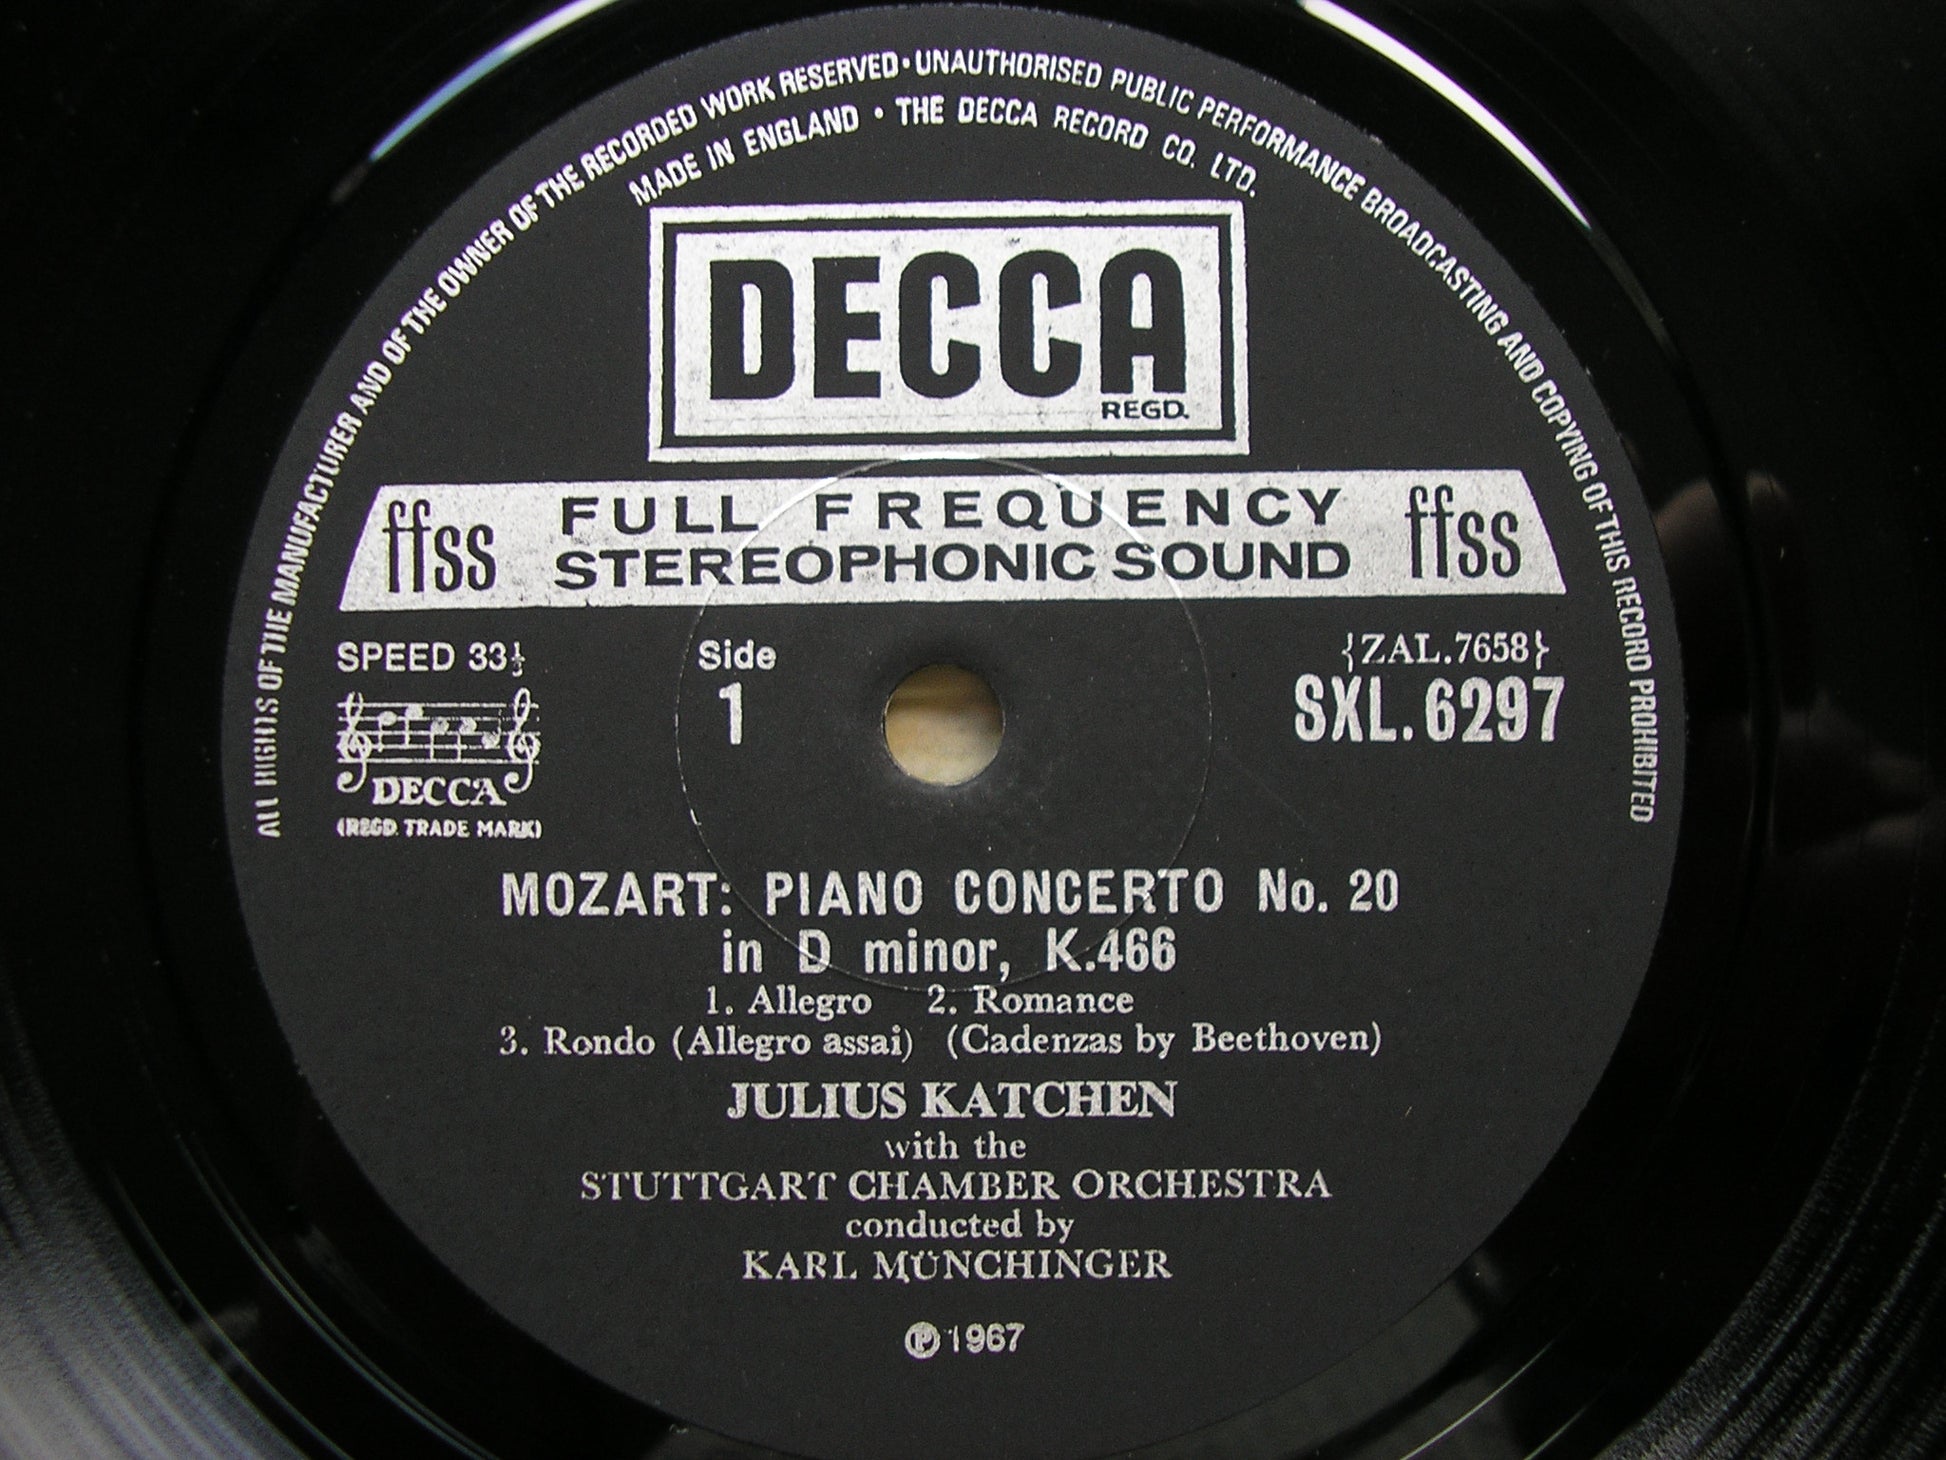 ALL RIGHTS OF THE MANUFACTURER AND OF THE OWNER OF THE RECORDED WORK RESERVED • UNAUTHORISED PUBLIC PERFORMANCE BROADCASTING AND COPYING OF THIS RECORD PROHIBITED
MADE IN ENGLAND • THE DECCA RECORD CO. LTD.
DECCA
REGD.
ffss FULL FREQUENCY STEREOPHONIC SOUND ffss
SPEED 33⅓
Side
1
{ZAL.7658}
SXL.6297
DECCA
(REGD. TRADE MARK)
MOZART: PIANO CONCERTO No. 20
in D minor, K.466
1. Allegro 2. Romance
3. Rondo (Allegro assai) (Cadenzas by Beethoven)
JULIUS KATCHEN
with the
STUTTGART CHAMBER ORCHESTRA
conducted by
KARL MÜNCHINGER
℗ 1967